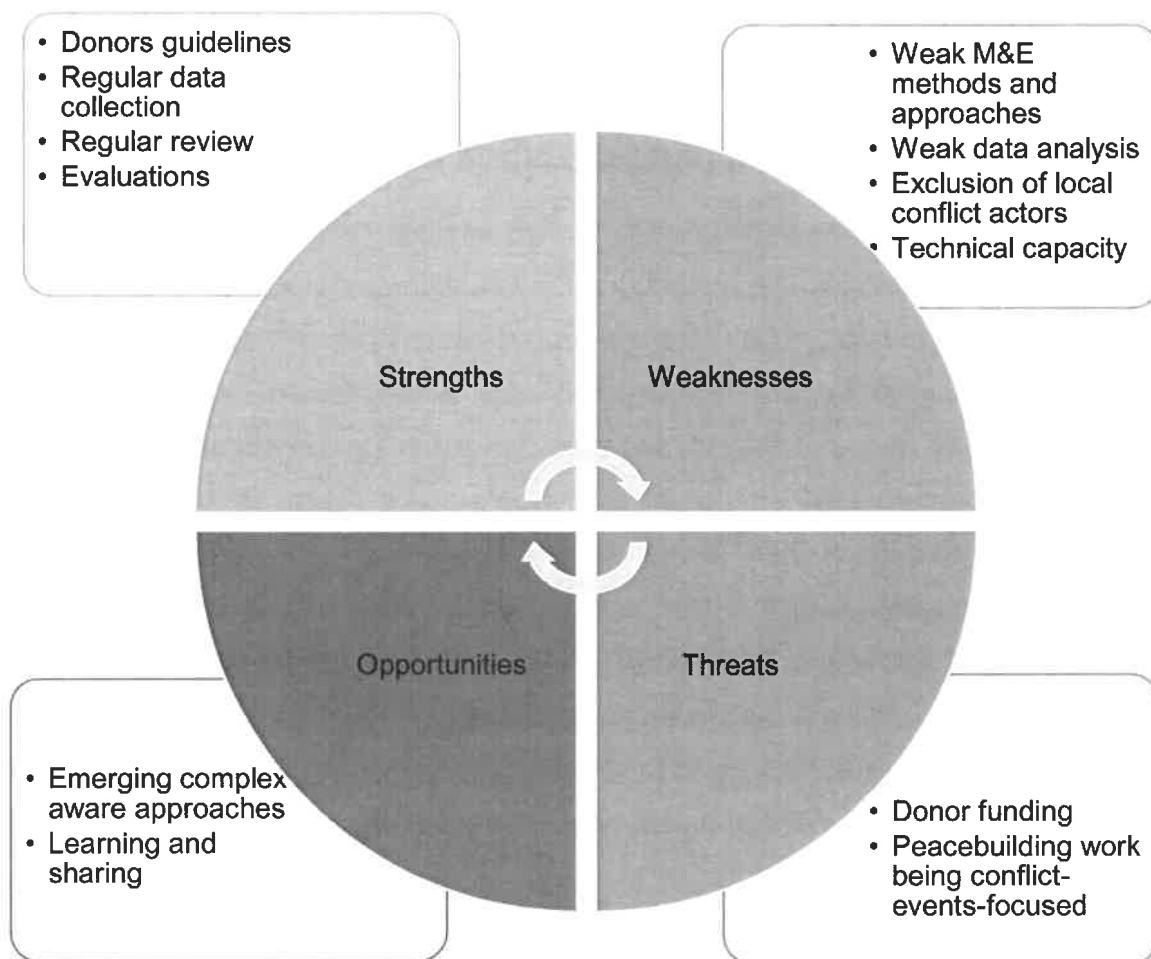 • Donors guidelines
• Regular data
collection
• Regular review
• Evaluations
• Weak M&E
methods and
approaches
• Weak data analysis
• Exclusion of local
conflict actors
• Technical capacity
Strengths
Weaknesses
Opportunities
Threats
• Emerging complex
aware approaches
• Learning and
sharing
• Donor funding
• Peacebuilding work
being conflict-
events-focused